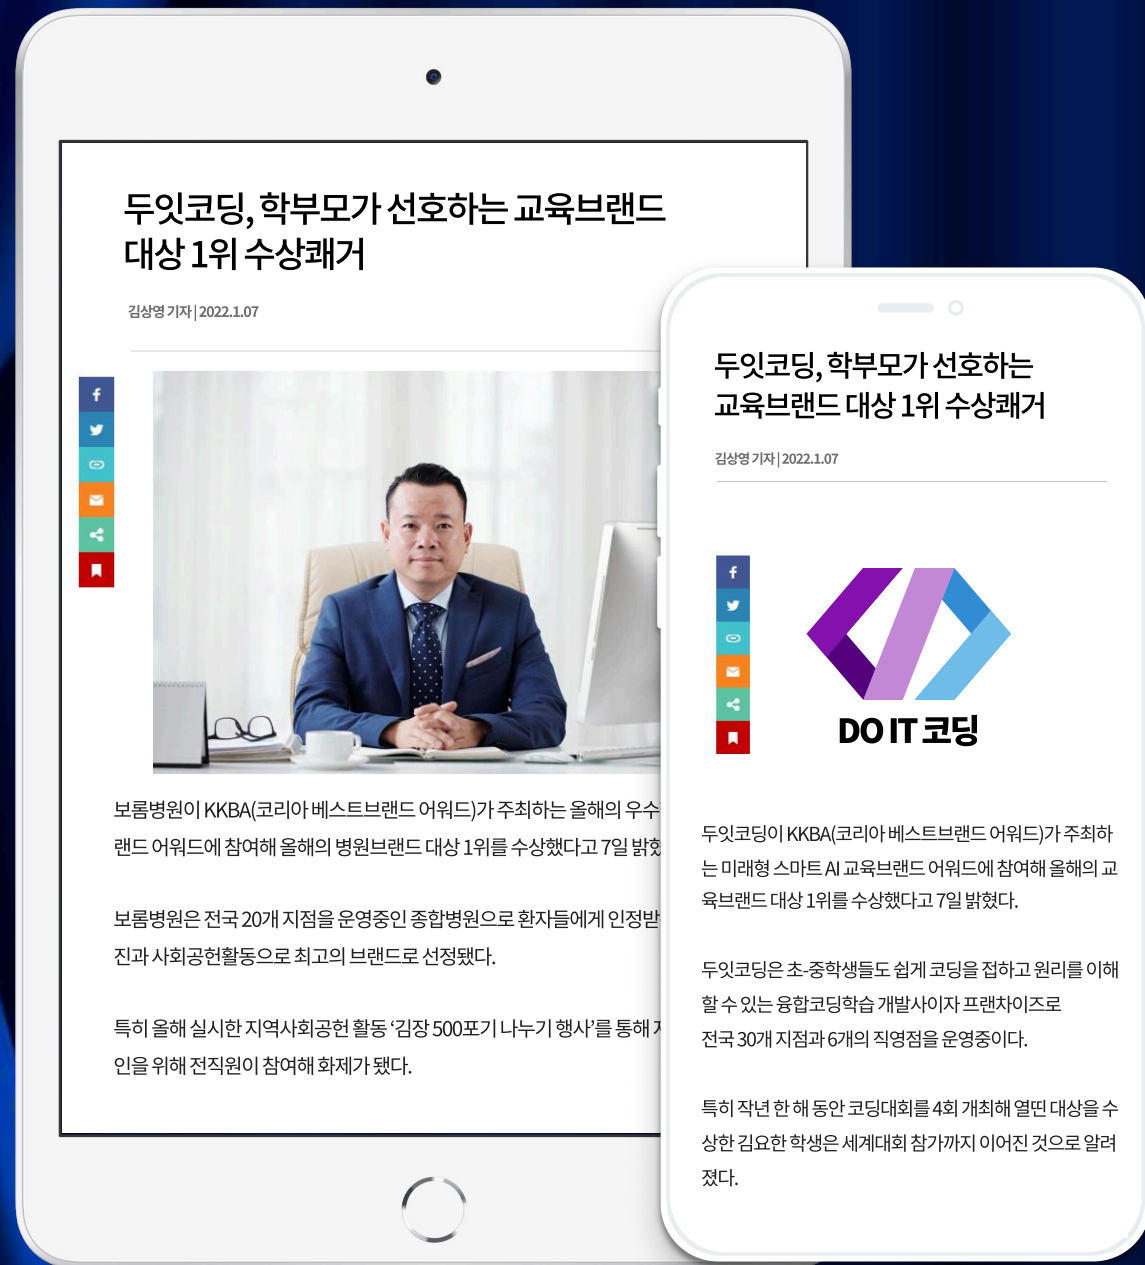 두잇코딩, 학부모가 선호하는 교육브랜드
대상 1위 수상쾌거
김상영 기자 | 2022.1.07
보롬병원이 KKBA(코리아 베스트브랜드 어워드)가 주최하는 올해의 우수
랜드 어워드에 참여해 올해의 병원브랜드 대상 1위를 수상했다고 7일
보롬병원은 전국 20개 지점을 운영중인 종합병원으로 환자들에게
진과 사회공헌활동으로 최고의 브랜드로 선정됐다.
특히 올해 실시한 지역사회공헌 활동 ‘김장 500포기 나누기 행사’를 통해
인을 위해 전직원이 참여해 화제가 됐다.
두잇코딩, 학부모가 선호하는
교육브랜드 대상 1위 수상쾌거
김상영 기자 | 2022.1.07
DO IT 코딩
두잇코딩이 KKBA(코리아 베스트브랜드 어워드)가 주최하
는 미래형 스마트 AI 교육브랜드 어워드에 참여해 올해의 교
육브랜드 대상 1위를 수상했다고 7일 밝혔다.
두잇코딩은 초-중학생들도 쉽게 코딩을 접하고 원리를 이해
할 수 있는 융합코딩학습 개발사이자 프랜차이즈로
전국 30개 지점과 6개의 직영점을 운영중이다.
특히 작년 한 해 동안 코딩대회를 4회 개최해 열띤 대상을 수
상한 김요한 학생은 세계대회 참가까지 이어진 것으로 알려
졌다.